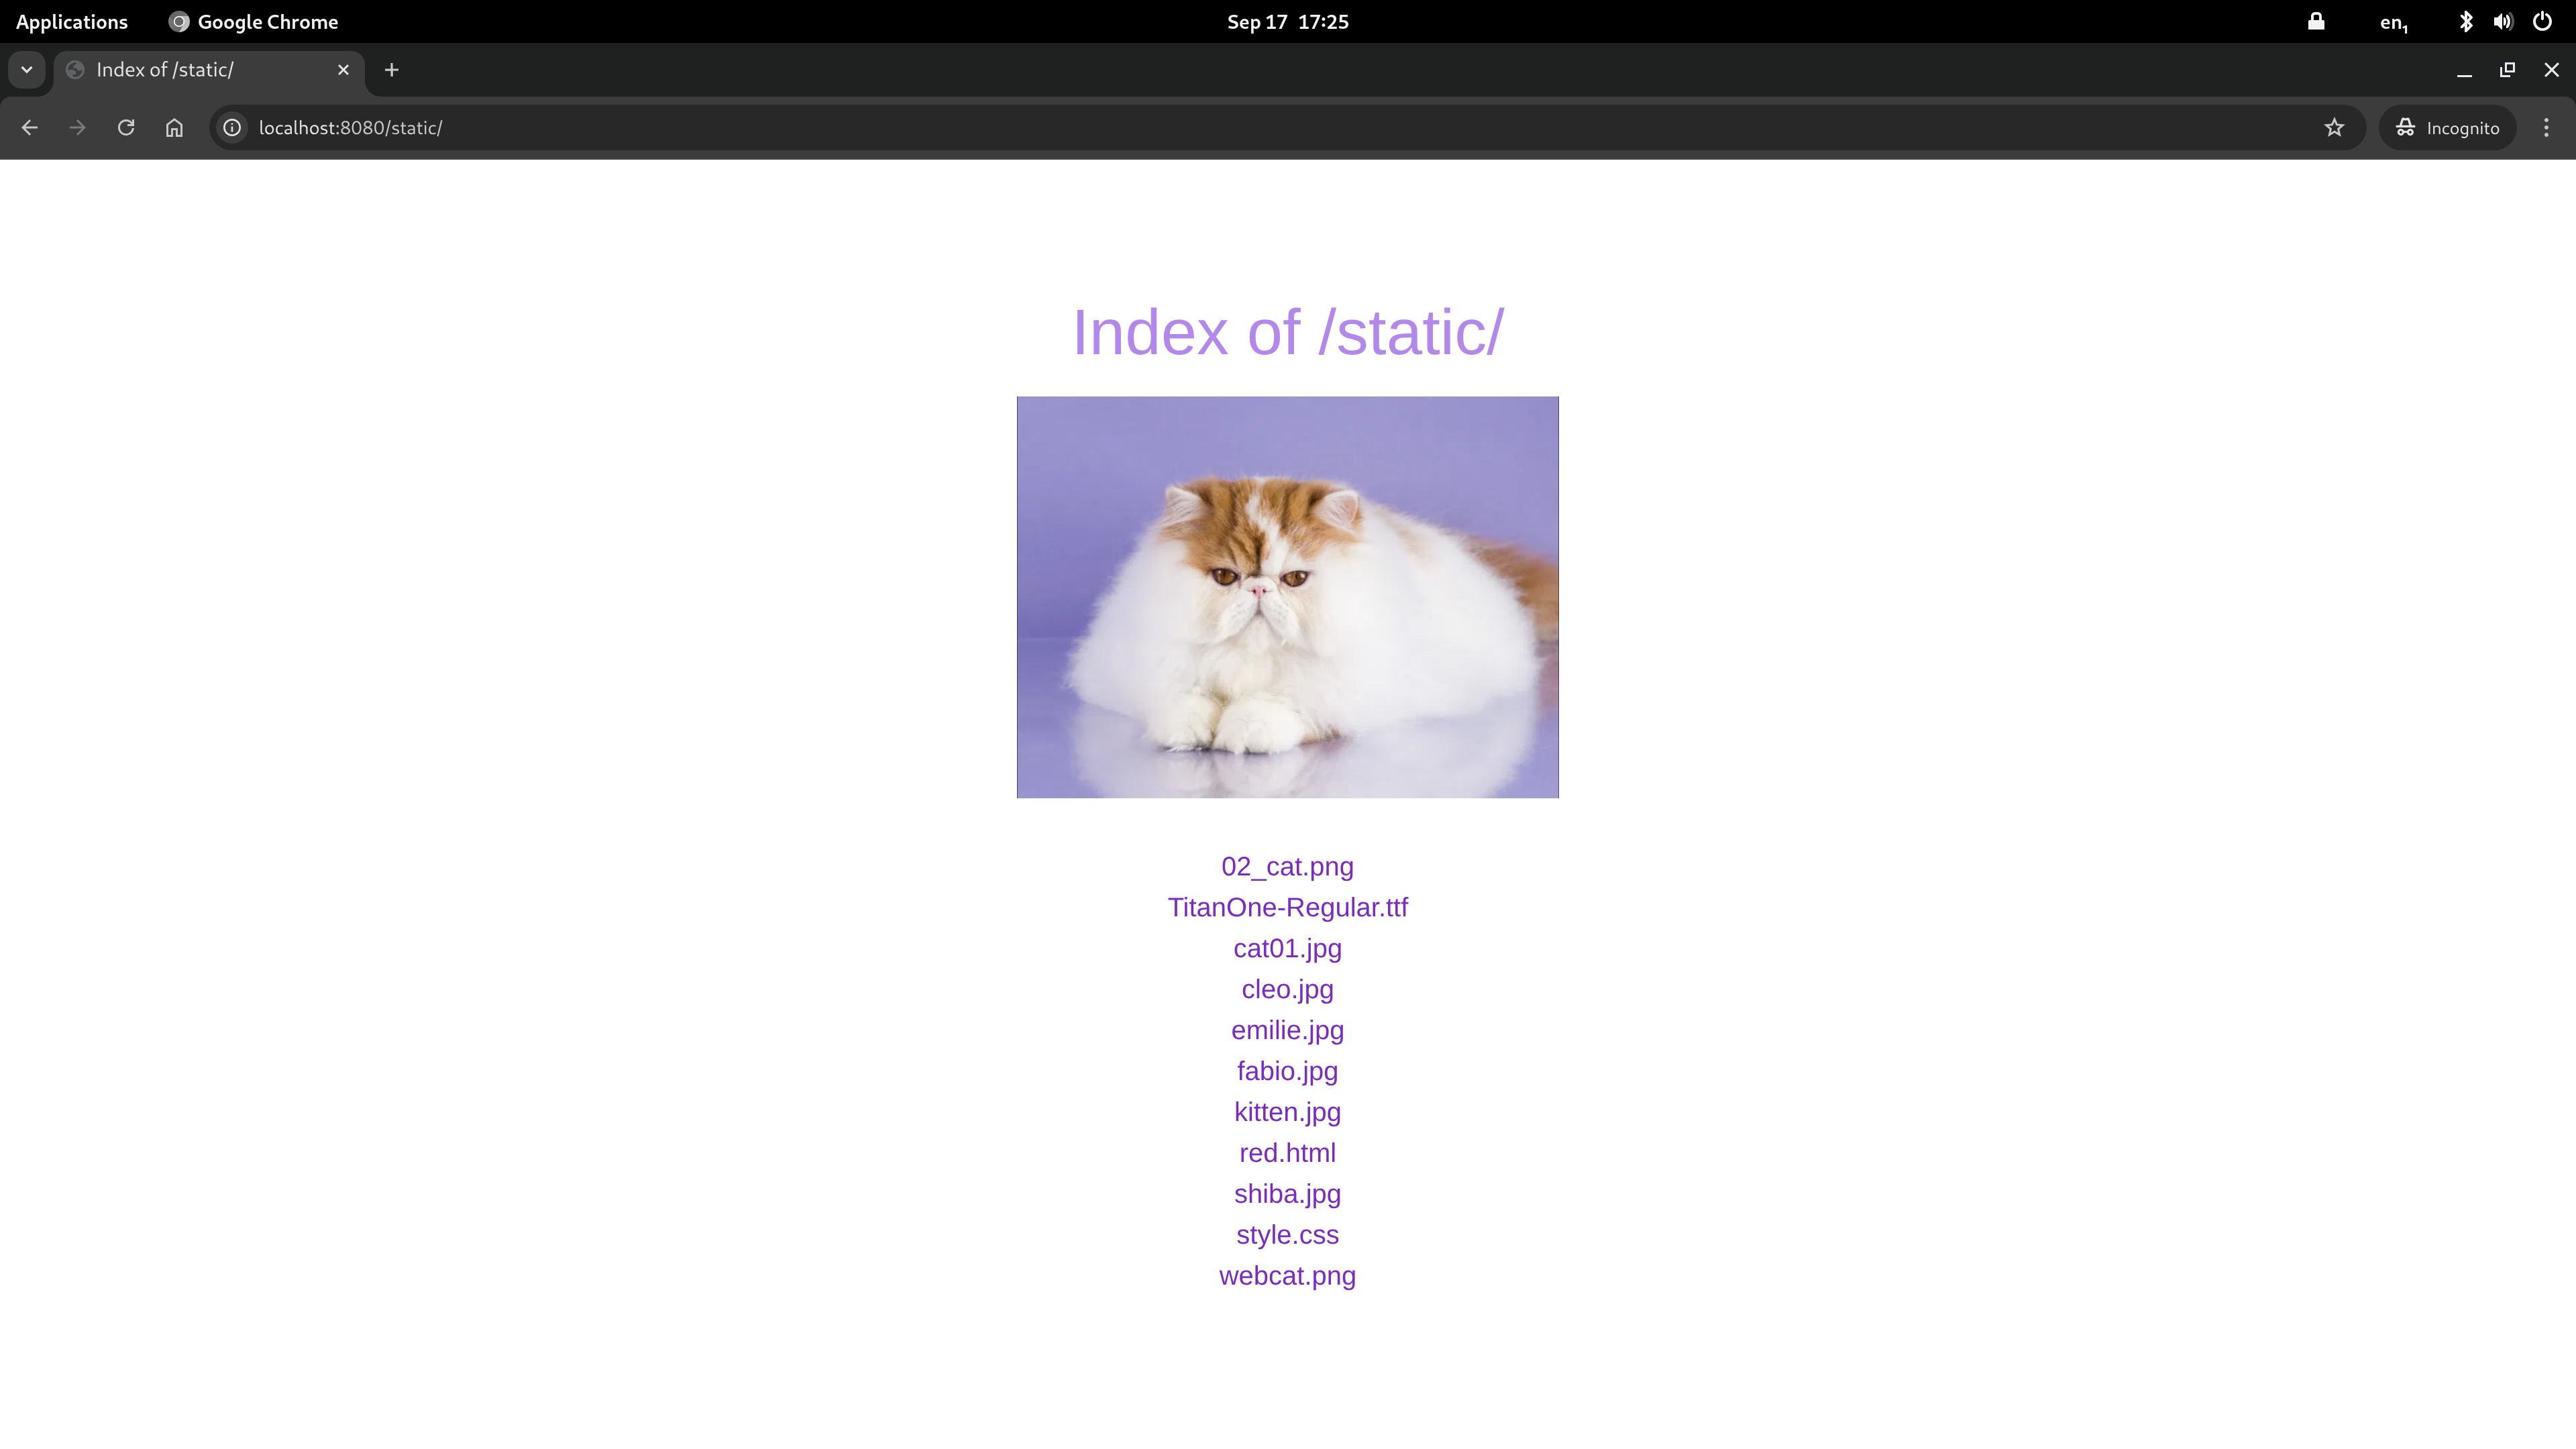 Applications Google Chrome Sep 17 17:25 en₁
Index of /static/
localhost:8080/static/ Incognito
Index of /static/
02_cat.png
TitanOne-Regular.ttf
cat01.jpg
cleo.jpg
emilie.jpg
fabio.jpg
kitten.jpg
red.html
shiba.jpg
style.css
webcat.png